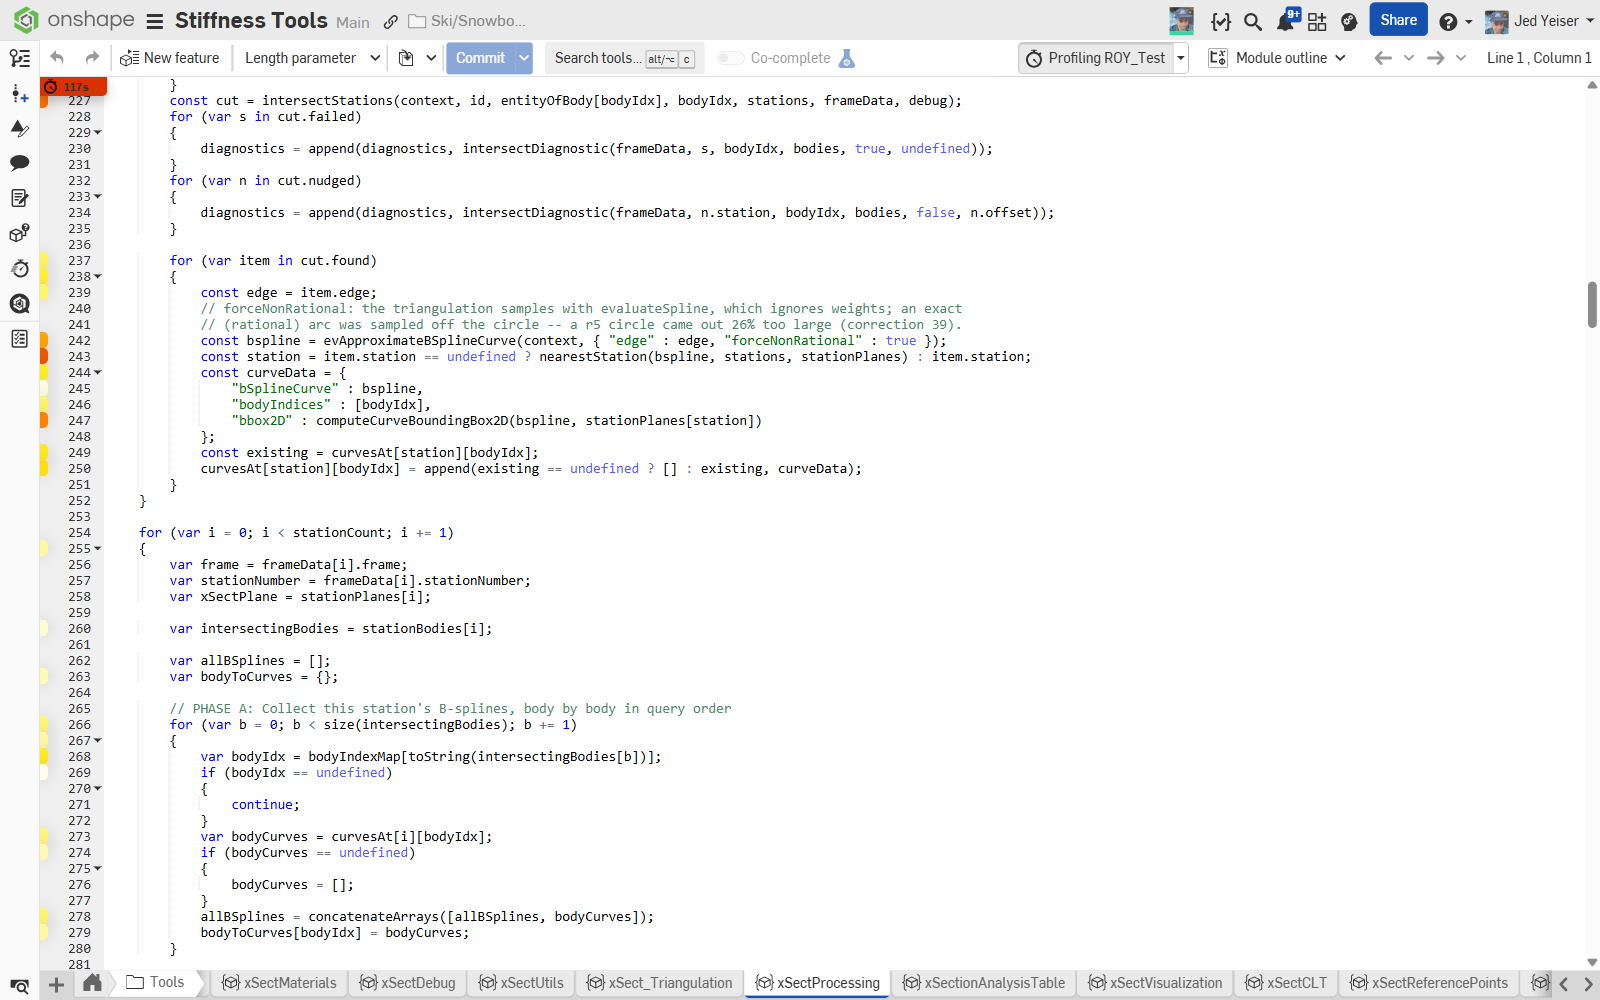 onshape Stiffness Tools Main Ski/Snowbo... 9+ Share Jed Yeiser
New feature Length parameter Commit Search tools... alt/⌥ c Co-complete Profiling ROY_Test Module outline Line 1, Column 1
117s
}
227 const cut = intersectStations(context, id, entityOfBody[bodyIdx], bodyIdx, stations, frameData, debug);
228 for (var s in cut.failed)
229 {
230 diagnostics = append(diagnostics, intersectDiagnostic(frameData, s, bodyIdx, bodies, true, undefined));
231 }
232 for (var n in cut.nudged)
233 {
234 diagnostics = append(diagnostics, intersectDiagnostic(frameData, n.station, bodyIdx, bodies, false, n.offset));
235 }
236
237 for (var item in cut.found)
238 {
239 const edge = item.edge;
240 // forceNonRational: the triangulation samples with evaluateSpline, which ignores weights; an exact
241 // (rational) arc was sampled off the circle -- a r5 circle came out 26% too large (correction 39).
242 const bspline = evApproximateBSplineCurve(context, { "edge" : edge, "forceNonRational" : true });
243 const station = item.station == undefined ? nearestStation(bspline, stations, stationPlanes) : item.station;
244 const curveData = {
245 "bSplineCurve" : bspline,
246 "bodyIndices" : [bodyIdx],
247 "bbox2D" : computeCurveBoundingBox2D(bspline, stationPlanes[station])
248 };
249 const existing = curvesAt[station][bodyIdx];
250 curvesAt[station][bodyIdx] = append(existing == undefined ? [] : existing, curveData);
251 }
252 }
253
254 for (var i = 0; i < stationCount; i += 1)
255 {
256 var frame = frameData[i].frame;
257 var stationNumber = frameData[i].stationNumber;
258 var xSectPlane = stationPlanes[i];
259
260 var intersectingBodies = stationBodies[i];
261
262 var allBSplines = [];
263 var bodyToCurves = {};
264
265 // PHASE A: Collect this station's B-splines, body by body in query order
266 for (var b = 0; b < size(intersectingBodies); b += 1)
267 {
268 var bodyIdx = bodyIndexMap[toString(intersectingBodies[b])];
269 if (bodyIdx == undefined)
270 {
271 continue;
272 }
273 var bodyCurves = curvesAt[i][bodyIdx];
274 if (bodyCurves == undefined)
275 {
276 bodyCurves = [];
277 }
278 allBSplines = concatenateArrays([allBSplines, bodyCurves]);
279 bodyToCurves[bodyIdx] = bodyCurves;
280 }
281
Tools xSectMaterials xSectDebug xSectUtils xSect_Triangulation xSectProcessing xSectionAnalysisTable xSectVisualization xSectCLT xSectReferencePoints